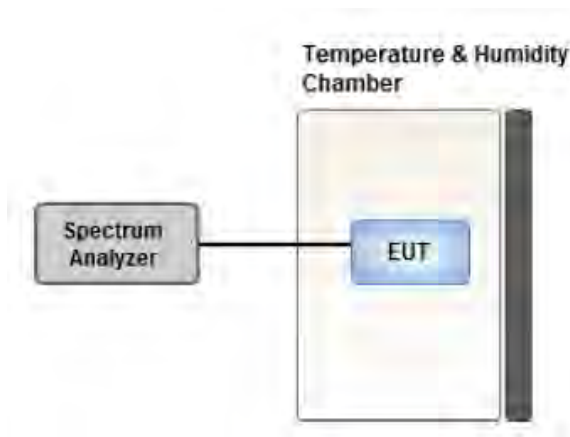 Temperature & Humidity
Chamber
Spectrum
Analyzer
EUT